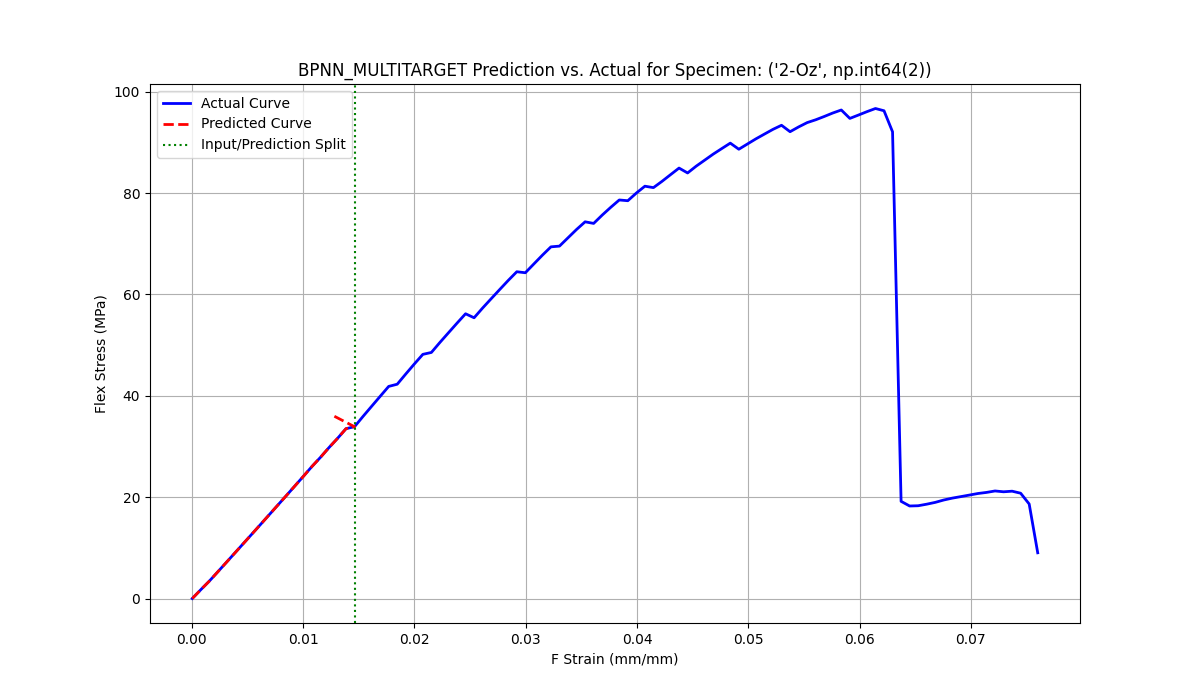 BPNN_MULTITARGET Prediction vs. Actual for Specimen: ('2-Oz', np.int64(2))
Actual Curve
Predicted Curve
Input/Prediction Split
100
80
60
40
20
0
Flex Stress (MPa)
0.00 0.01 0.02 0.03 0.04 0.05 0.06 0.07
F Strain (mm/mm)